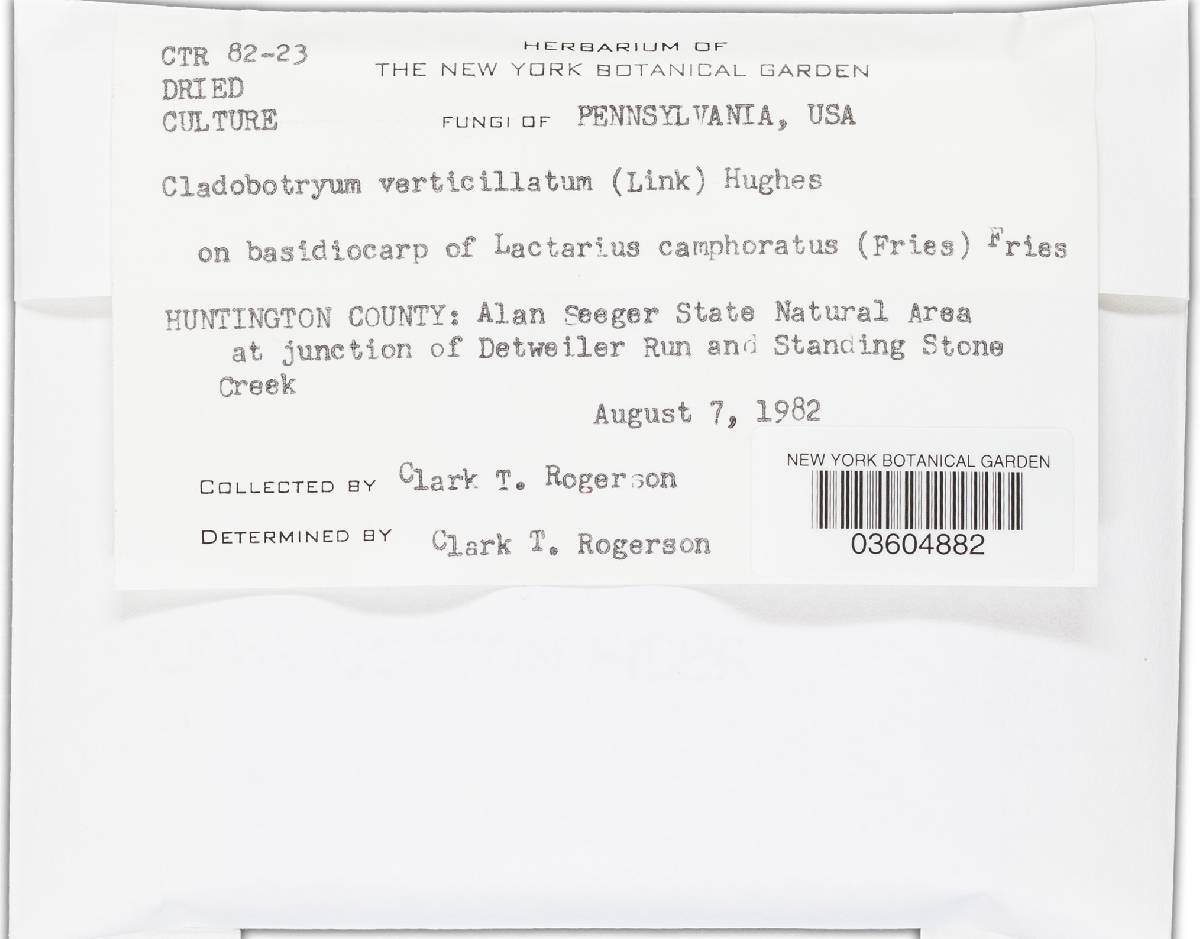 CTR 82-23
DRIED
CULTURE
HERBARIUM OF
THE NEW YORK BOTANICAL GARDEN
FUNGI OF PENNSYLVANIA, USA
Cladobotryum verticillatum (Link) Hughes
on basidiocarp of Lactarius camphoratus (Fries) Fries
HUNTINGTON COUNTY: Alan Seeger State Natural Area
at junction of Detweiler Run and Standing Stone
Creek
August 7, 1982
COLLECTED BY Clark T. Rogerson
DETERMINED BY Clark T. Rogerson
NEW YORK BOTANICAL GARDEN
03604882